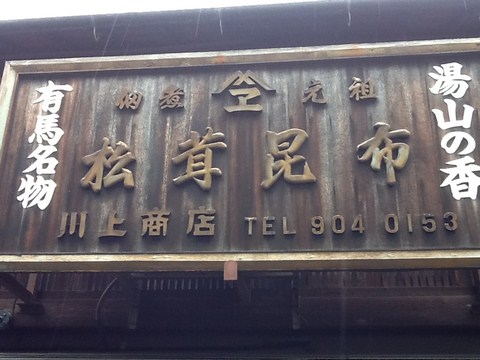 有馬名物
佃煮 元祖
松茸昆布
川上商店 TEL 904 0153
湯山の香